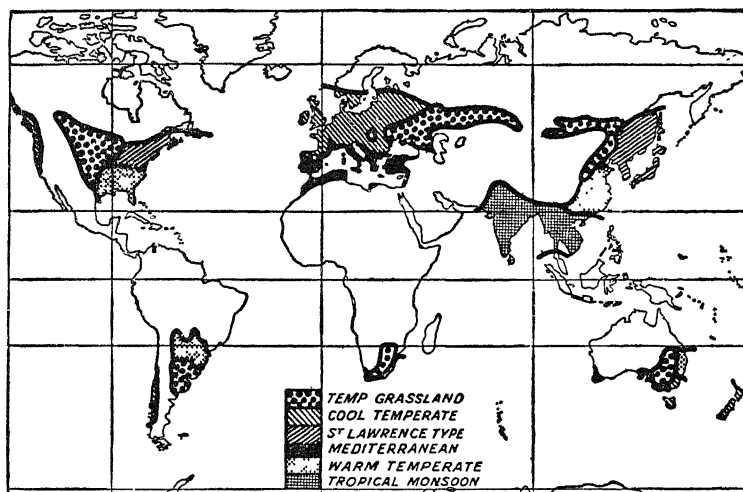 TEMP GRASSLAND
COOL TEMPERATE
ST LAWRENCE TYPE
MEDITERRANEAN
WARM TEMPERATE
TROPICAL MONSOON